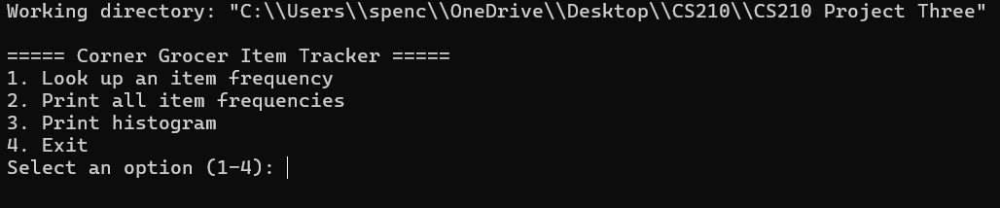 Working directory: "C:\\Users\\spenc\\OneDrive\\Desktop\\CS210\\CS210 Project Three"
===== Corner Grocer Item Tracker =====
1. Look up an item frequency
2. Print all item frequencies
3. Print histogram
4. Exit
Select an option (1-4):